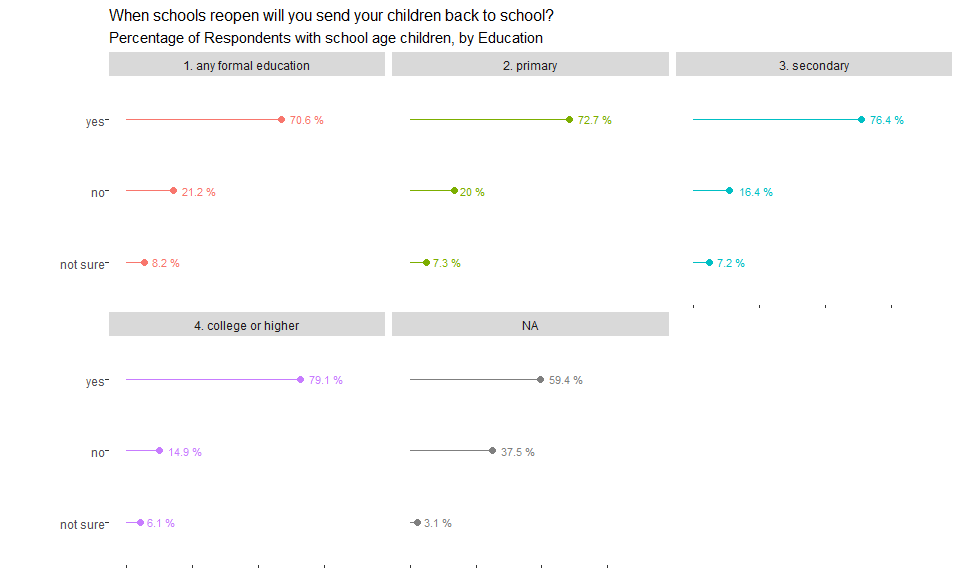 When schools reopen will you send your children back to school?
Percentage of Respondents with school age children, by Education
1. any formal education
2. primary
3. secondary
yes
70.6 %
72.7 %
76.4 %
no
21.2 %
20 %
16.4 %
not sure
8.2 %
7.3 %
7.2 %
4. college or higher
NA
yes
79.1 %
59.4 %
no
14.9 %
37.5 %
not sure
6.1 %
3.1 %